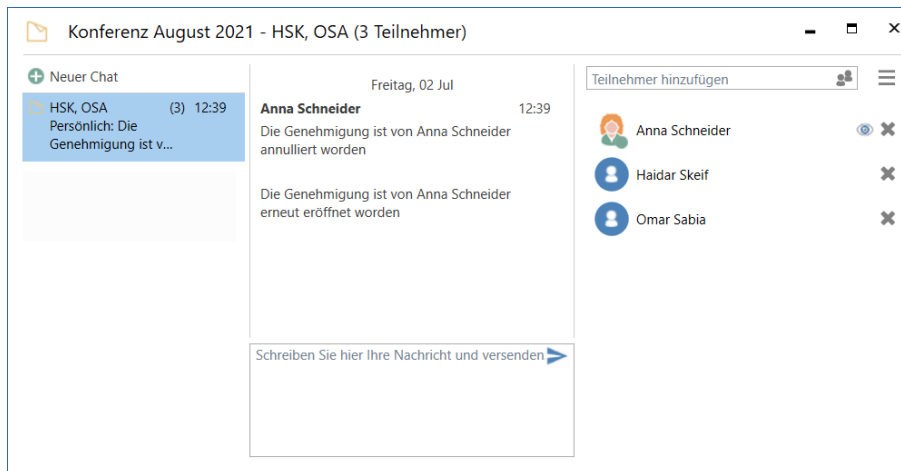 Konferenz August 2021 - HSK, OSA (3 Teilnehmer)
Neuer Chat
HSK, OSA (3) 12:39
Persönlich: Die
Genehmigung ist v...
Freitag, 02 Jul
Anna Schneider 12:39
Die Genehmigung ist von Anna Schneider
annulliert worden
Die Genehmigung ist von Anna Schneider
erneut eröffnet worden
Schreiben Sie hier Ihre Nachricht und versenden
Teilnehmer hinzufügen
Anna Schneider
Haidar Skeif
Omar Sabia